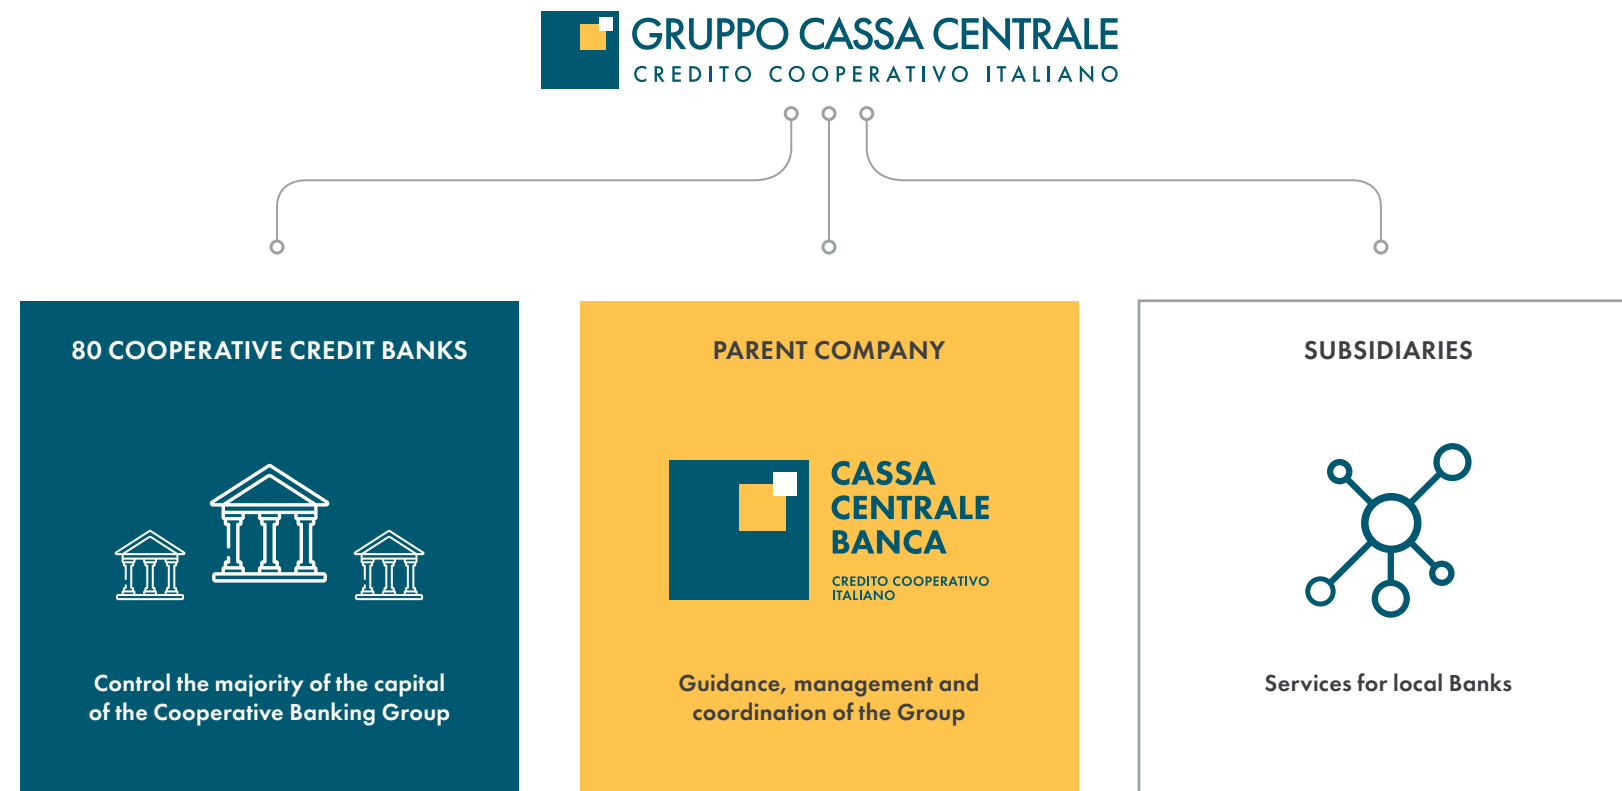 GRUPPO CASSA CENTRALE
CREDITO COOPERATIVO ITALIANO
80 COOPERATIVE CREDIT BANKS
Control the majority of the capital
of the Cooperative Banking Group
PARENT COMPANY
CASSA
CENTRALE
BANCA
CREDITO COOPERATIVO
ITALIANO
Guidance, management and
coordination of the Group
SUBSIDIARIES
Services for local Banks